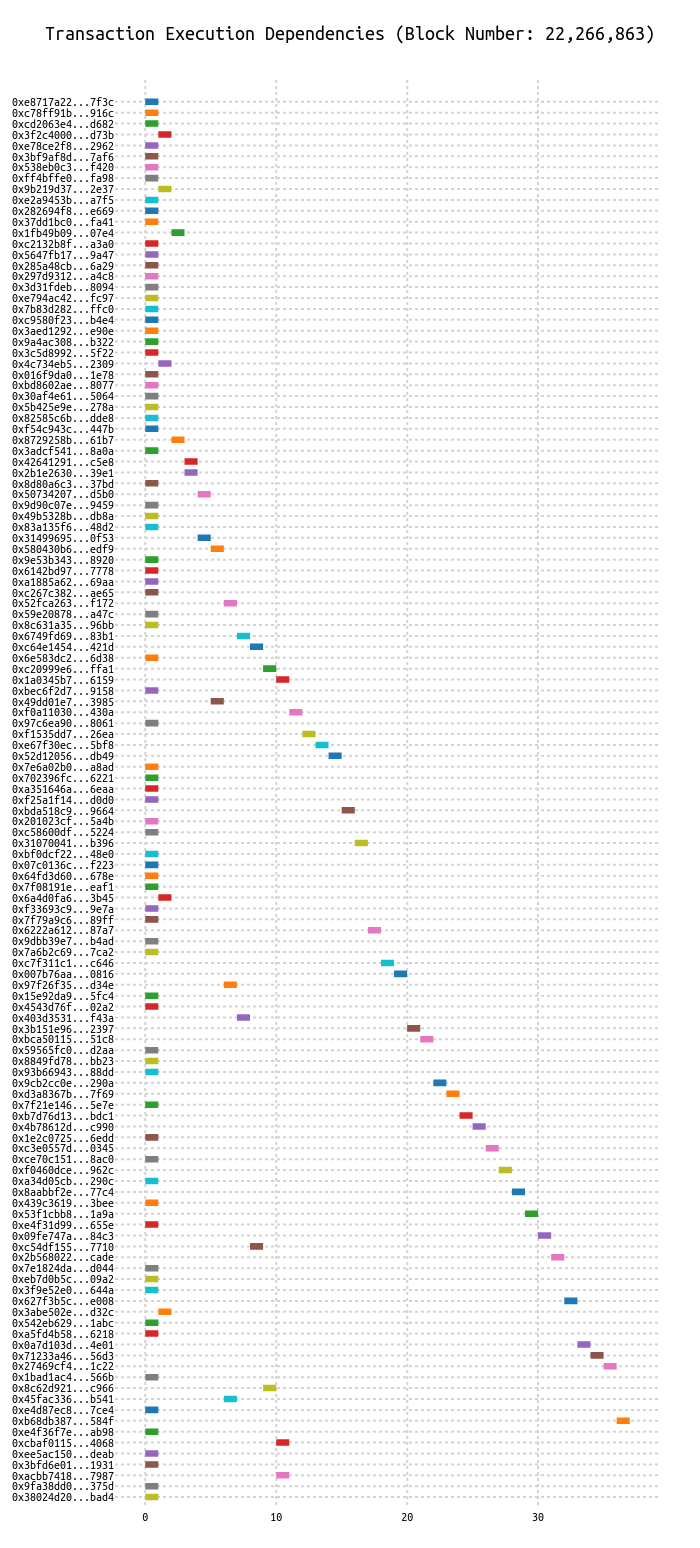 Transaction Execution Dependencies (Block Number: 22,266,863)
0xe8717a22...7f3c
0xc78ff91b...916c
0xcd2063e4...d682
0x3f2c4000...d73b
0xe78ce2f8...2962
0x3bf9af8d...7af6
0x538eb0c3...f420
0xff4bffe0...fa98
0x9b219d37...2e37
0xe2a9453b...a7f5
0x282694f8...e669
0x37dd1bc0...fa41
0x1fb49b09...07e4
0xc2132b8f...a3a0
0x5647fb17...9a47
0x285a48cb...6a29
0x297d9312...a4c8
0x3d31fdeb...8094
0xe794ac42...fc97
0x7b83d282...ffc0
0xc9580f23...b4e4
0x3aed1292...e90e
0x9a4ac308...b322
0x3c5d8992...5f22
0x4c734eb5...2309
0x016f9da0...1e78
0xbd8602ae...8077
0x30af4e61...5064
0x5b425e9e...278a
0x82585c6b...dde8
0xf54c943c...447b
0x8729258b...61b7
0x3adcf541...8a0a
0x42641291...c5e8
0x2b1e2630...39e1
0x8d80a6c3...37bd
0x50734207...d5b0
0x9d90c07e...9459
0x49b5328b...db8a
0x83a135f6...48d2
0x31499695...0f53
0x580430b6...edf9
0x9e53b343...8920
0x6142bd97...7778
0xa1885a62...69aa
0xc267c382...ae65
0x52fca263...f172
0x59e20878...a47c
0x8c631a35...96bb
0x6749fd69...83b1
0xc64e1454...421d
0x6e583dc2...6d38
0xc20999e6...ffa1
0x1a0345b7...6159
0xbec6f2d7...9158
0x49dd01e7...3985
0xf0a11030...430a
0x97c6ea90...8061
0xf1535dd7...26ea
0xe67f30ec...5bf8
0x52d12056...db49
0x7e6a02b0...a8ad
0x702396fc...6221
0xa351646a...6eaa
0xf25a1f14...d0d0
0xbda518c9...9664
0x201023cf...5a4b
0xc58600df...5224
0x31070041...b396
0xbf0dcf22...48e0
0x07c0136c...f223
0x64fd3d60...678e
0x7f08191e...eaf1
0x6a4d0fa6...3b45
0xf33693c9...9e7a
0x7f79a9c6...89ff
0x6222a612...87a7
0x9dbb39e7...b4ad
0x7a6b2c69...7ca2
0xc7f311c1...c646
0x007b76aa...0816
0x97f26f35...d34e
0x15e92da9...5fc4
0x4543d76f...02a2
0x403d3531...f43a
0x3b151e96...2397
0xbca50115...51c8
0x59565fc0...d2aa
0x8849fd78...bb23
0x93b66943...88dd
0x9cb2cc0e...290a
0xd3a8367b...7f69
0x7f21e146...5e7e
0xb7d76d13...bdc1
0x4b78612d...c990
0x1e2c0725...6edd
0xc3e0557d...0345
0xce70c151...8ac0
0xf0460dce...962c
0xa34d05cb...290c
0x8aabbf2e...77c4
0x439c3619...3bee
0x53f1cbb8...1a9a
0xe4f31d99...655e
0x09fe747a...84c3
0xc54df155...7710
0x2b568022...cade
0x7e1824da...d044
0xeb7d0b5c...09a2
0x3f9e52e0...644a
0x627f3b5c...e008
0x3abe502e...d32c
0x542eb629...1abc
0xa5fd4b58...6218
0x0a7d103d...4e01
0x71233a46...56d3
0x27469cf4...1c22
0x1bad1ac4...566b
0x8c62d921...c966
0x45fac336...b541
0xe4d87ec8...7ce4
0xb68db387...584f
0xe4f36f7e...ab98
0xcbaf0115...4068
0xee5ac150...deab
0x3bfd6e01...1931
0xacbb7418...7987
0x9fa38dd0...375d
0x38024d20...bad4
0 10 20 30